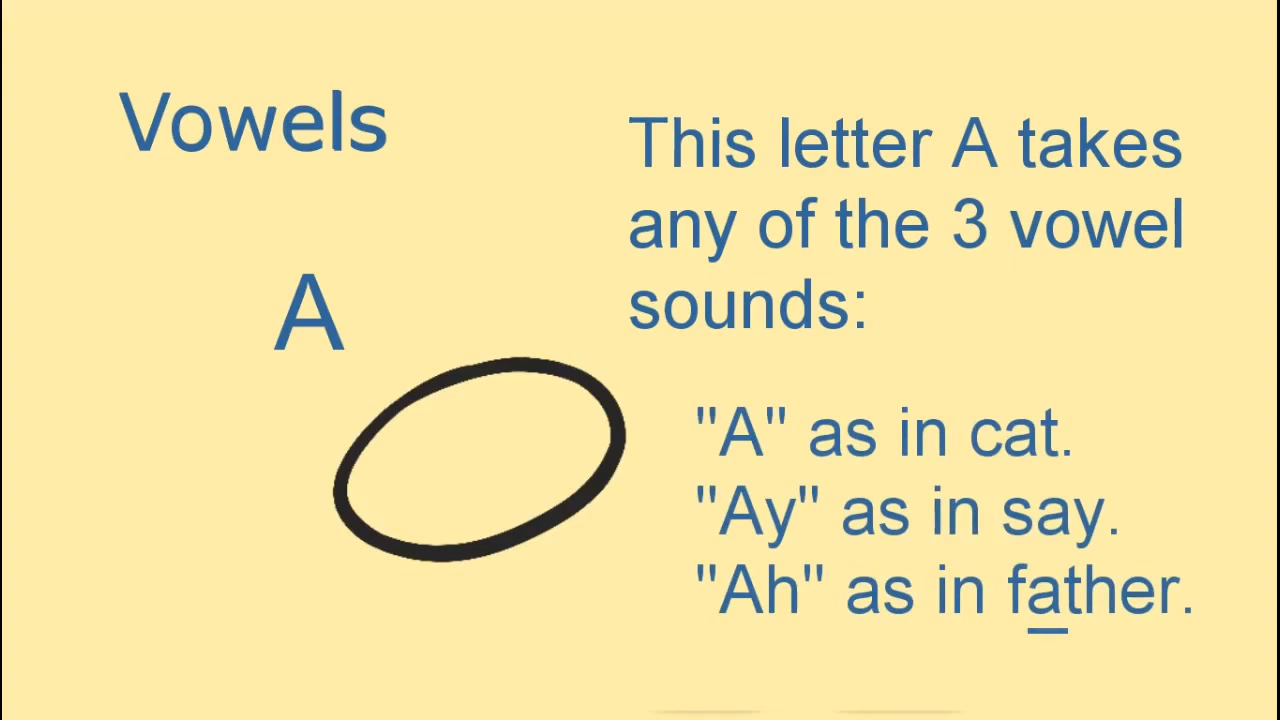 Vowels
A
This letter A takes
any of the 3 vowel
sounds:
"A" as in cat.
"Ay" as in say.
"Ah" as in father.